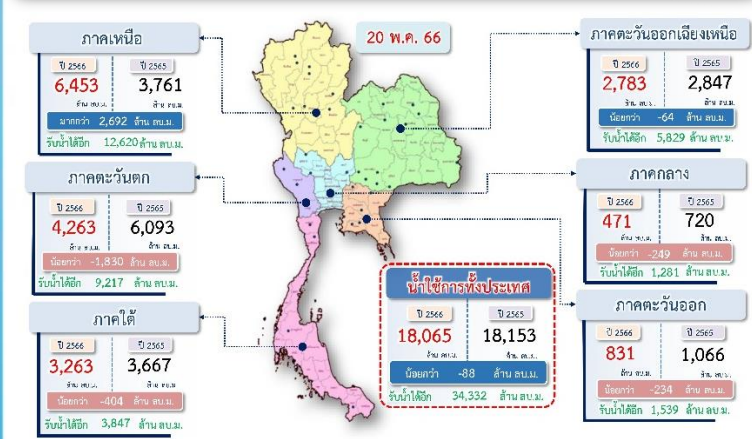 20 พ.ค. 66
ภาคเหนือ
ปี 2566 ปี 2565
6,453 3,761
ล้าน ลบ.ม. ล้าน ลบ.ม.
มากกว่า 2,692 ล้าน ลบ.ม.
รับน้ำได้อีก 12,620 ล้าน ลบ.ม.
ภาคตะวันออกเฉียงเหนือ
ปี 2566 ปี 2565
2,783 2,847
ล้าน ลบ.ม. ล้าน ลบ.ม.
น้อยกว่า -64 ล้าน ลบ.ม.
รับน้ำได้อีก 5,829 ล้าน ลบ.ม.
ภาคตะวันตก
ปี 2566 ปี 2565
4,263 6,093
ล้าน ลบ.ม. ล้าน ลบ.ม.
น้อยกว่า -1,830 ล้าน ลบ.ม.
รับน้ำได้อีก 9,217 ล้าน ลบ.ม.
ภาคกลาง
ปี 2566 ปี 2565
471 720
ล้าน ลบ.ม. ล้าน ลบ.ม.
น้อยกว่า -249 ล้าน ลบ.ม.
รับน้ำได้อีก 1,281 ล้าน ลบ.ม.
ภาคใต้
ปี 2566 ปี 2565
3,263 3,667
ล้าน ลบ.ม. ล้าน ลบ.ม.
น้อยกว่า -404 ล้าน ลบ.ม.
รับน้ำได้อีก 3,847 ล้าน ลบ.ม.
น้ำใช้การทั้งประเทศ
ปี 2566 ปี 2565
18,065 18,153
ล้าน ลบ.ม. ล้าน ลบ.ม.
น้อยกว่า -88 ล้าน ลบ.ม.
รับน้ำได้อีก 34,332 ล้าน ลบ.ม.
ภาคตะวันออก
ปี 2566 ปี 2565
831 1,066
ล้าน ลบ.ม. ล้าน ลบ.ม.
น้อยกว่า -234 ล้าน ลบ.ม.
รับน้ำได้อีก 1,539 ล้าน ลบ.ม.